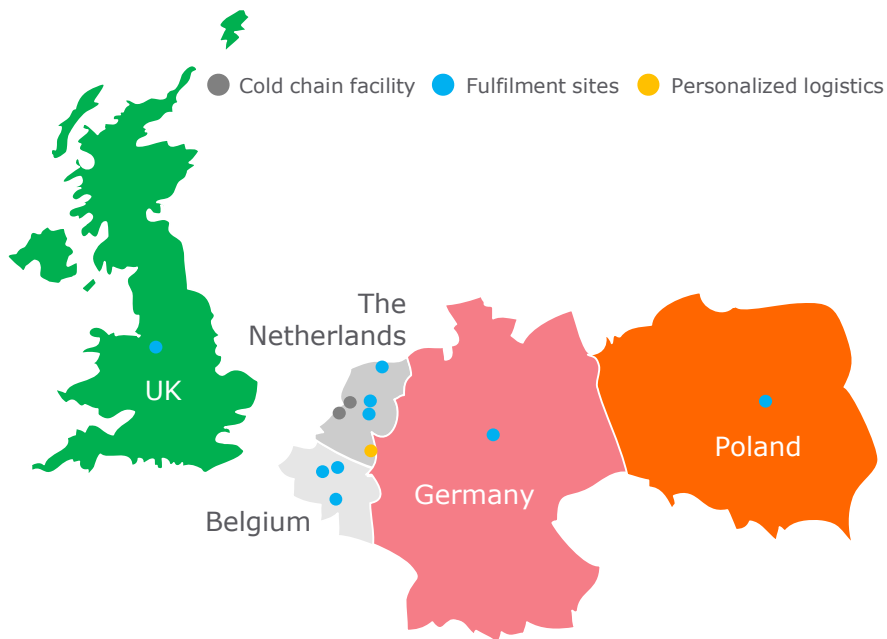 Cold chain facility
Fulfilment sites
Personalized logistics
The
Netherlands
UK
Poland
Germany
Belgium